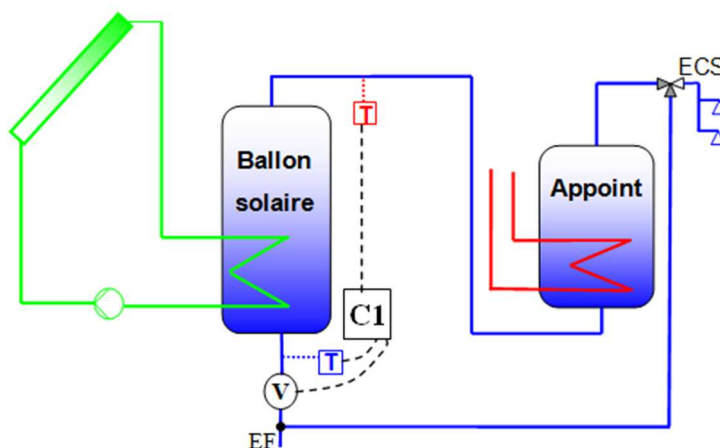 ECS
T
Ballon
solaire
Appoint
C1
T
V
EF